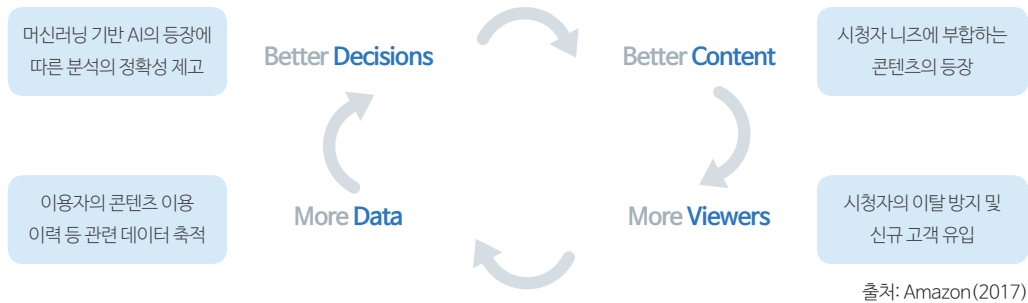 머신러닝 기반 AI의 등장에
따른 분석의 정확성 제고
Better Decisions
Better Content
시청자 니즈에 부합하는
콘텐츠의 등장
이용자의 콘텐츠 이용
이력 등 관련 데이터 축적
More Data
More Viewers
시청자의 이탈 방지 및
신규 고객 유입
출처: Amazon(2017)